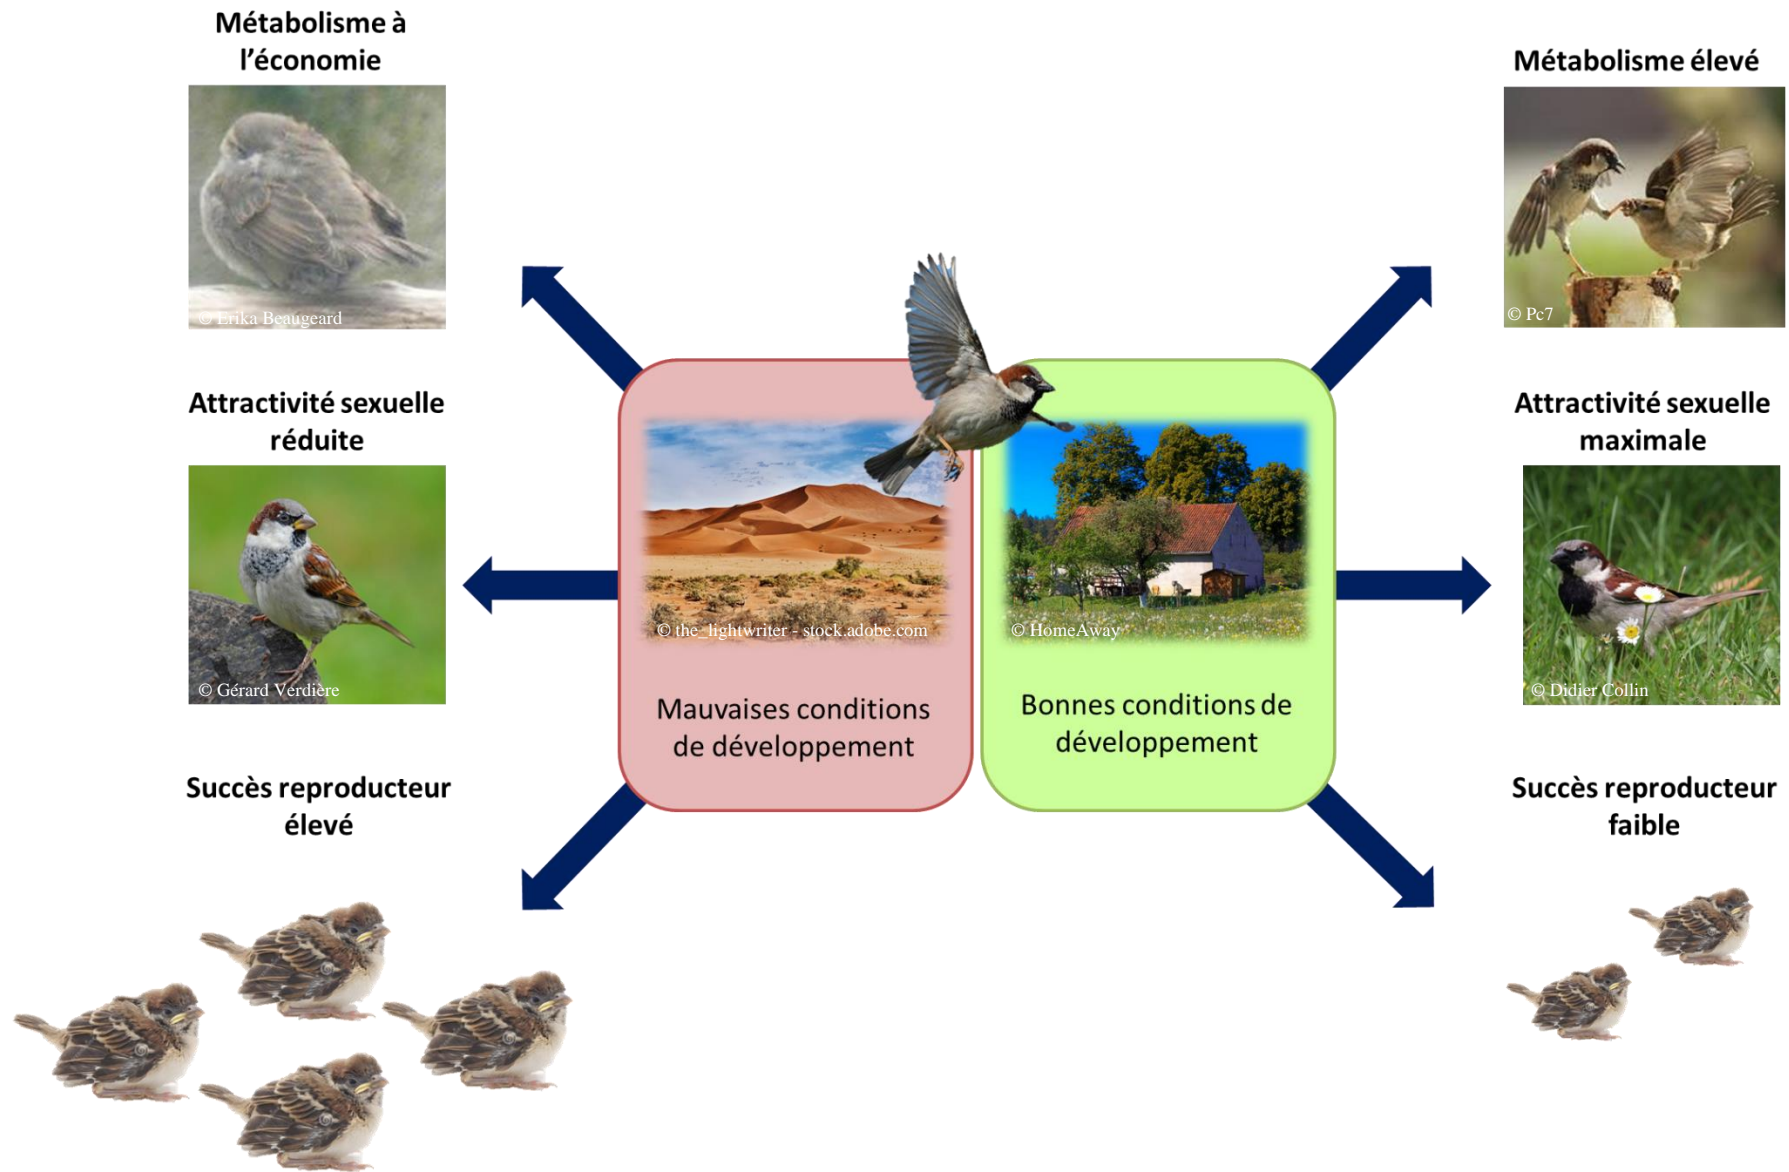 Métabolisme à
l’économie
© Erika Beaugeard
Attractivité sexuelle
réduite
© Gérard Verdière
Succès reproducteur
élevé
© the_lightwriter - stock.adobe.com
Mauvaises conditions
de développement
© HomeAway
Bonnes conditions de
développement
Métabolisme élevé
© Pc7
Attractivité sexuelle
maximale
© Didier Collin
Succès reproducteur
faible